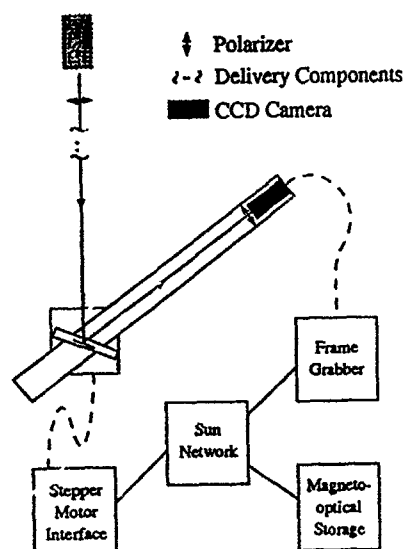 Polarizer
Delivery Components
CCD Camera
Frame
Grabber
Sun
Network
Stepper
Motor
Interface
Magneto-
optical
Storage